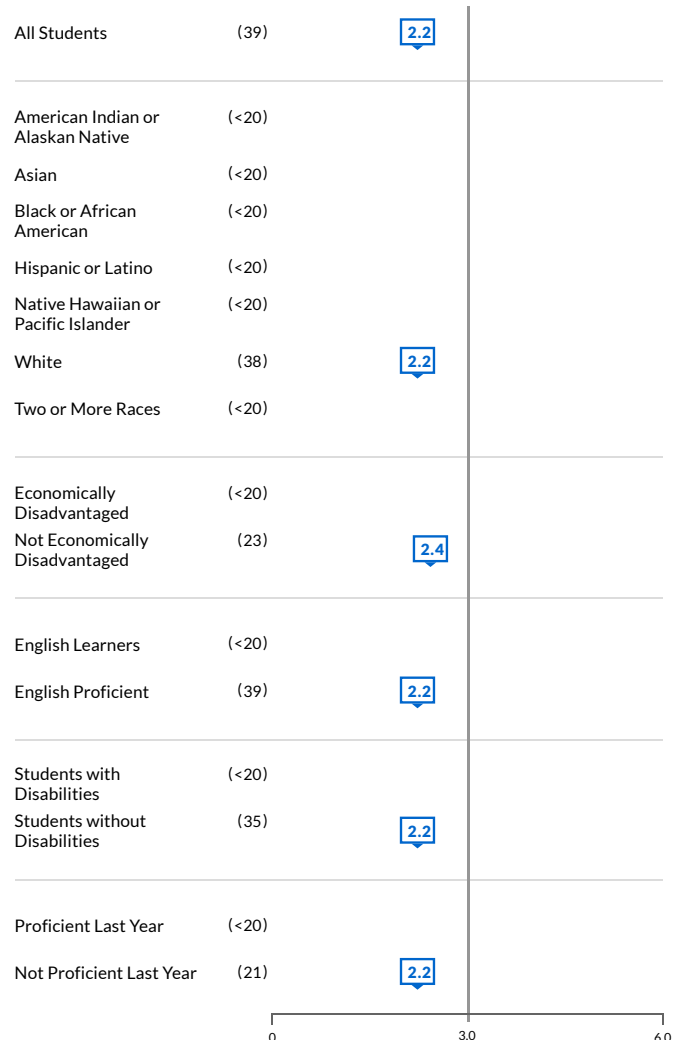 All Students (39) 2.2
American Indian or (<20)
Alaskan Native
Asian (<20)
Black or African (<20)
American
Hispanic or Latino (<20)
Native Hawaiian or (<20)
Pacific Islander
White (38) 2.2
Two or More Races (<20)
Economically (<20)
Disadvantaged
Not Economically (23) 2.4
Disadvantaged
English Learners (<20)
English Proficient (39) 2.2
Students with (<20)
Disabilities
Students without (35) 2.2
Disabilities
Proficient Last Year (<20)
Not Proficient Last Year (21) 2.2
0 3.0 6.0